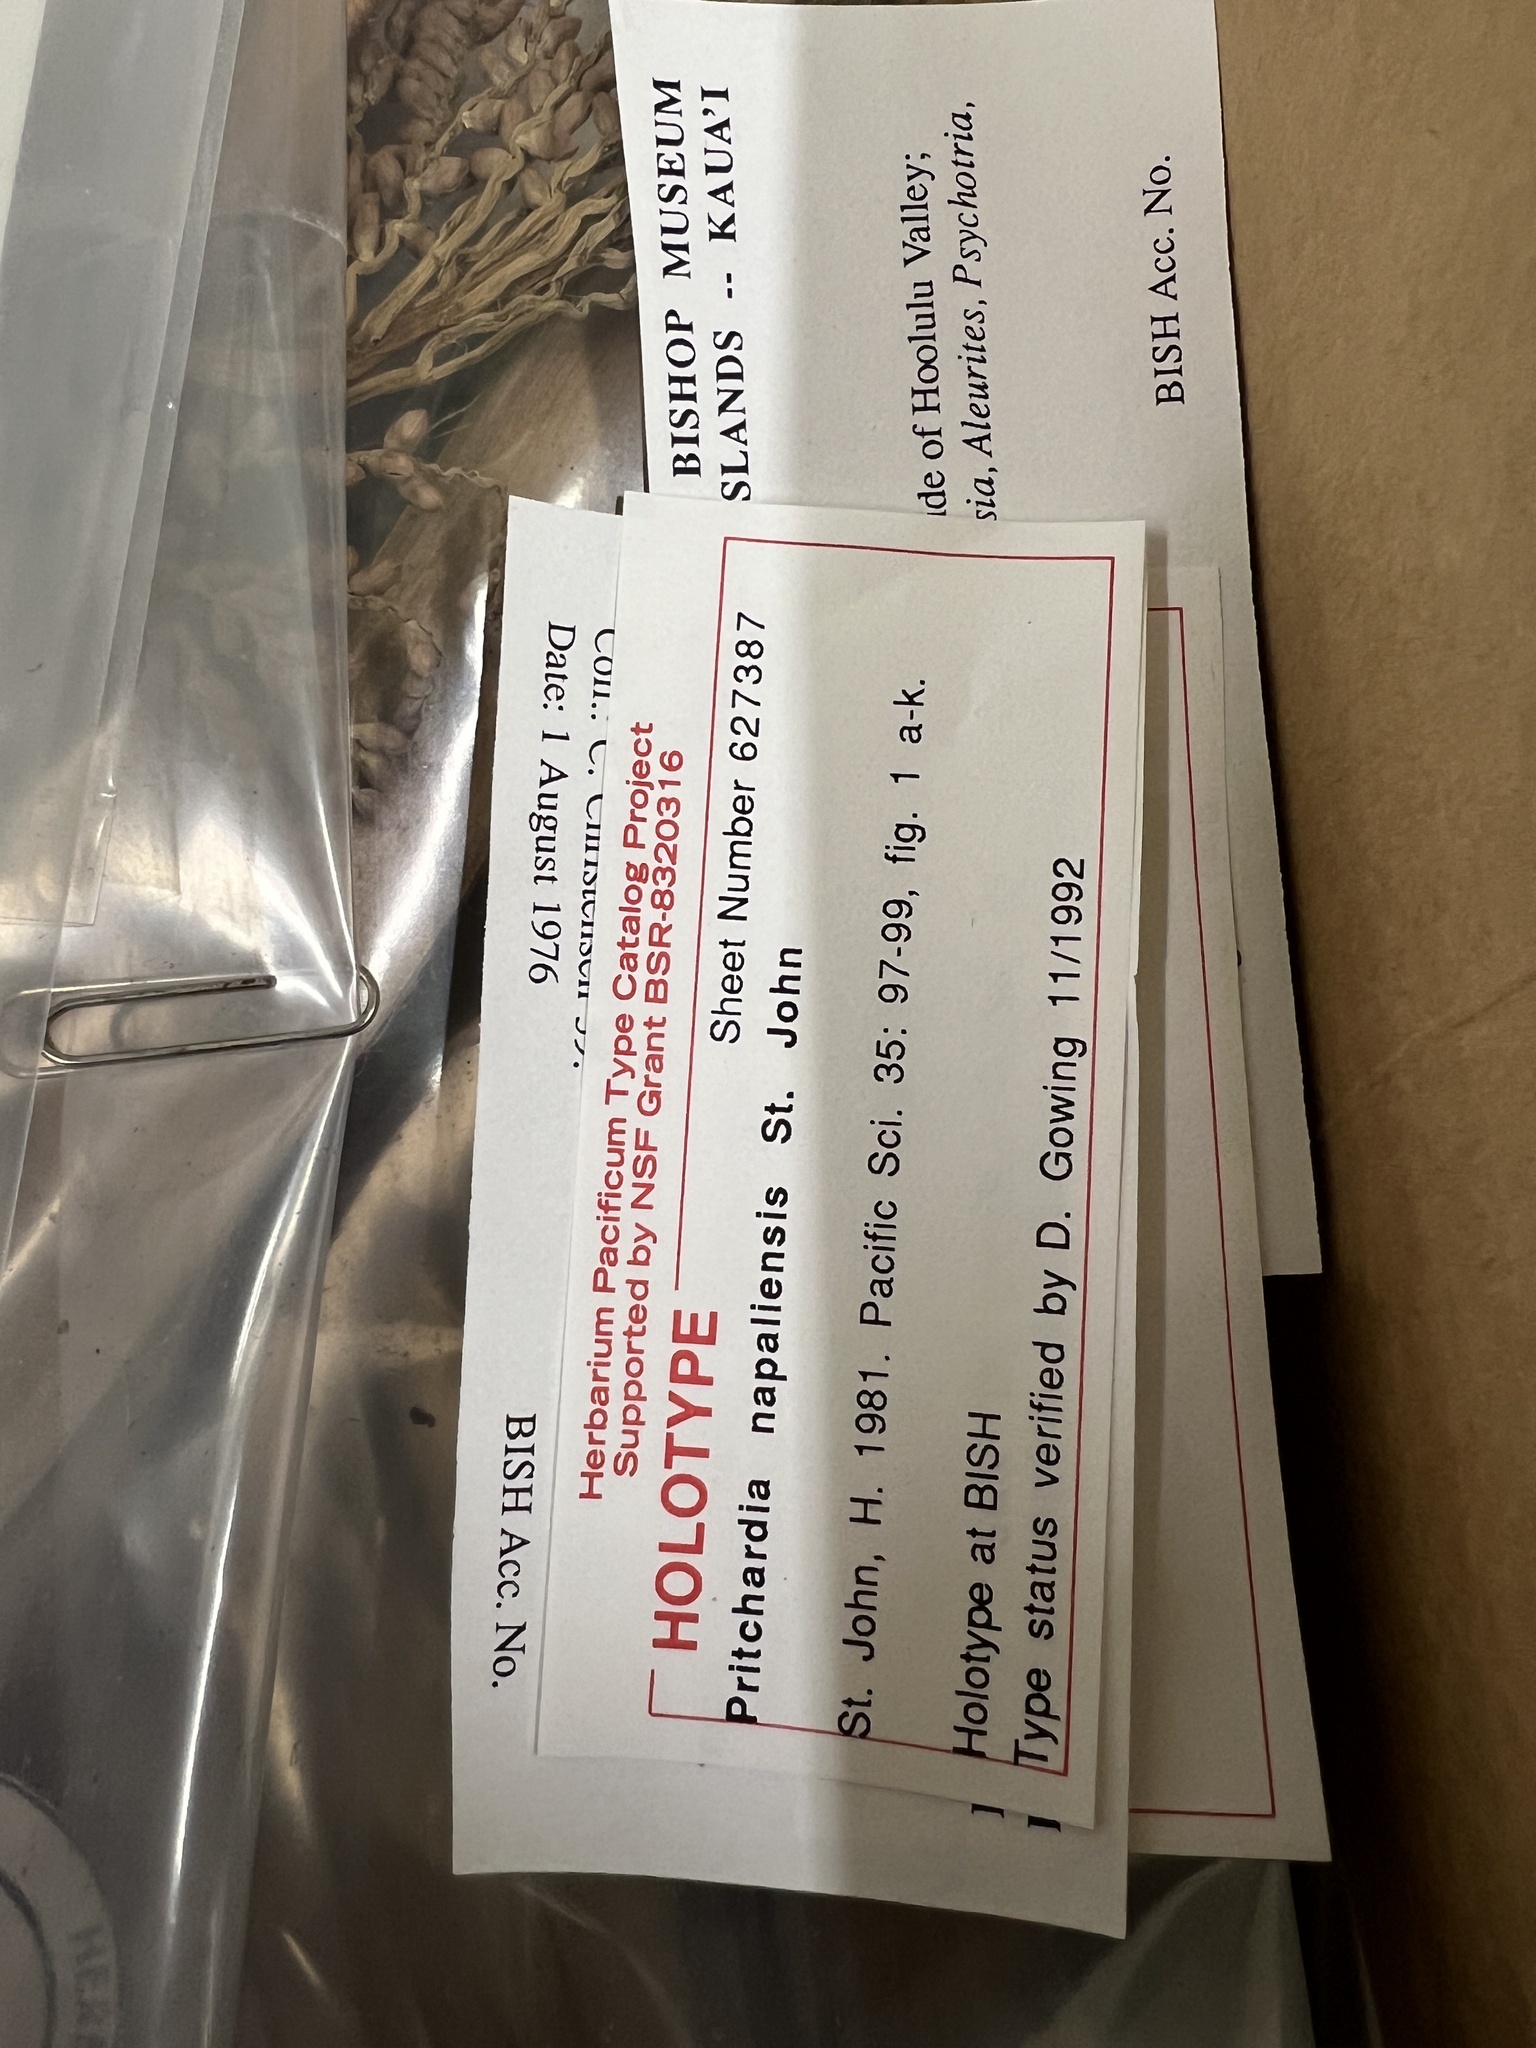 Herbarium Pacificum Type Catalog Project
Supported by NSF Grant BSR-8320316
HOLOTYPE
Sheet Number 627387
Pritchardia napaliensis St. John
St. John, H. 1981. Pacific Sci. 35: 97-99, fig. 1 a-k.
Holotype at BISH
Type status verified by D. Gowing 11/1992
BISHOP MUSEUM
SLANDS -- KAUA'I
de of Hoolulu Valley;
sia, Aleurites, Psychotria,
BISH Acc. No.
Date: 1 August 1976
BISH Acc. No.
HER